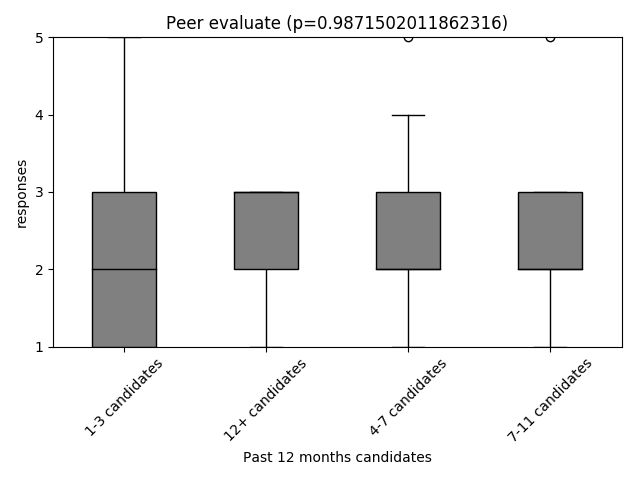 Peer evaluate (p=0.9871502011862316)
5
4
3
2
1
responses
1-3 candidates
12+ candidates
4-7 candidates
7-11 candidates
Past 12 months candidates